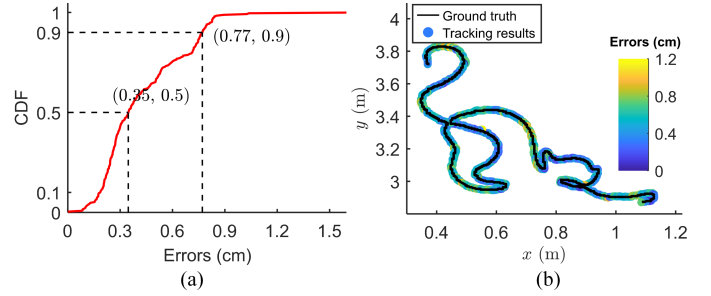 1
0.9
(0.77, 0.9)
(0.35, 0.5)
0.5
0.1
0
0 0.3 0.6 0.9 1.2 1.5
CDF
Errors (cm)
(a)
Ground truth
Tracking results
Errors (cm)
1.2
0.8
0.4
0
4
3.8
3.6
3.4
3.2
3
y (m)
0.4 0.6 0.8 1 1.2
x (m)
(b)